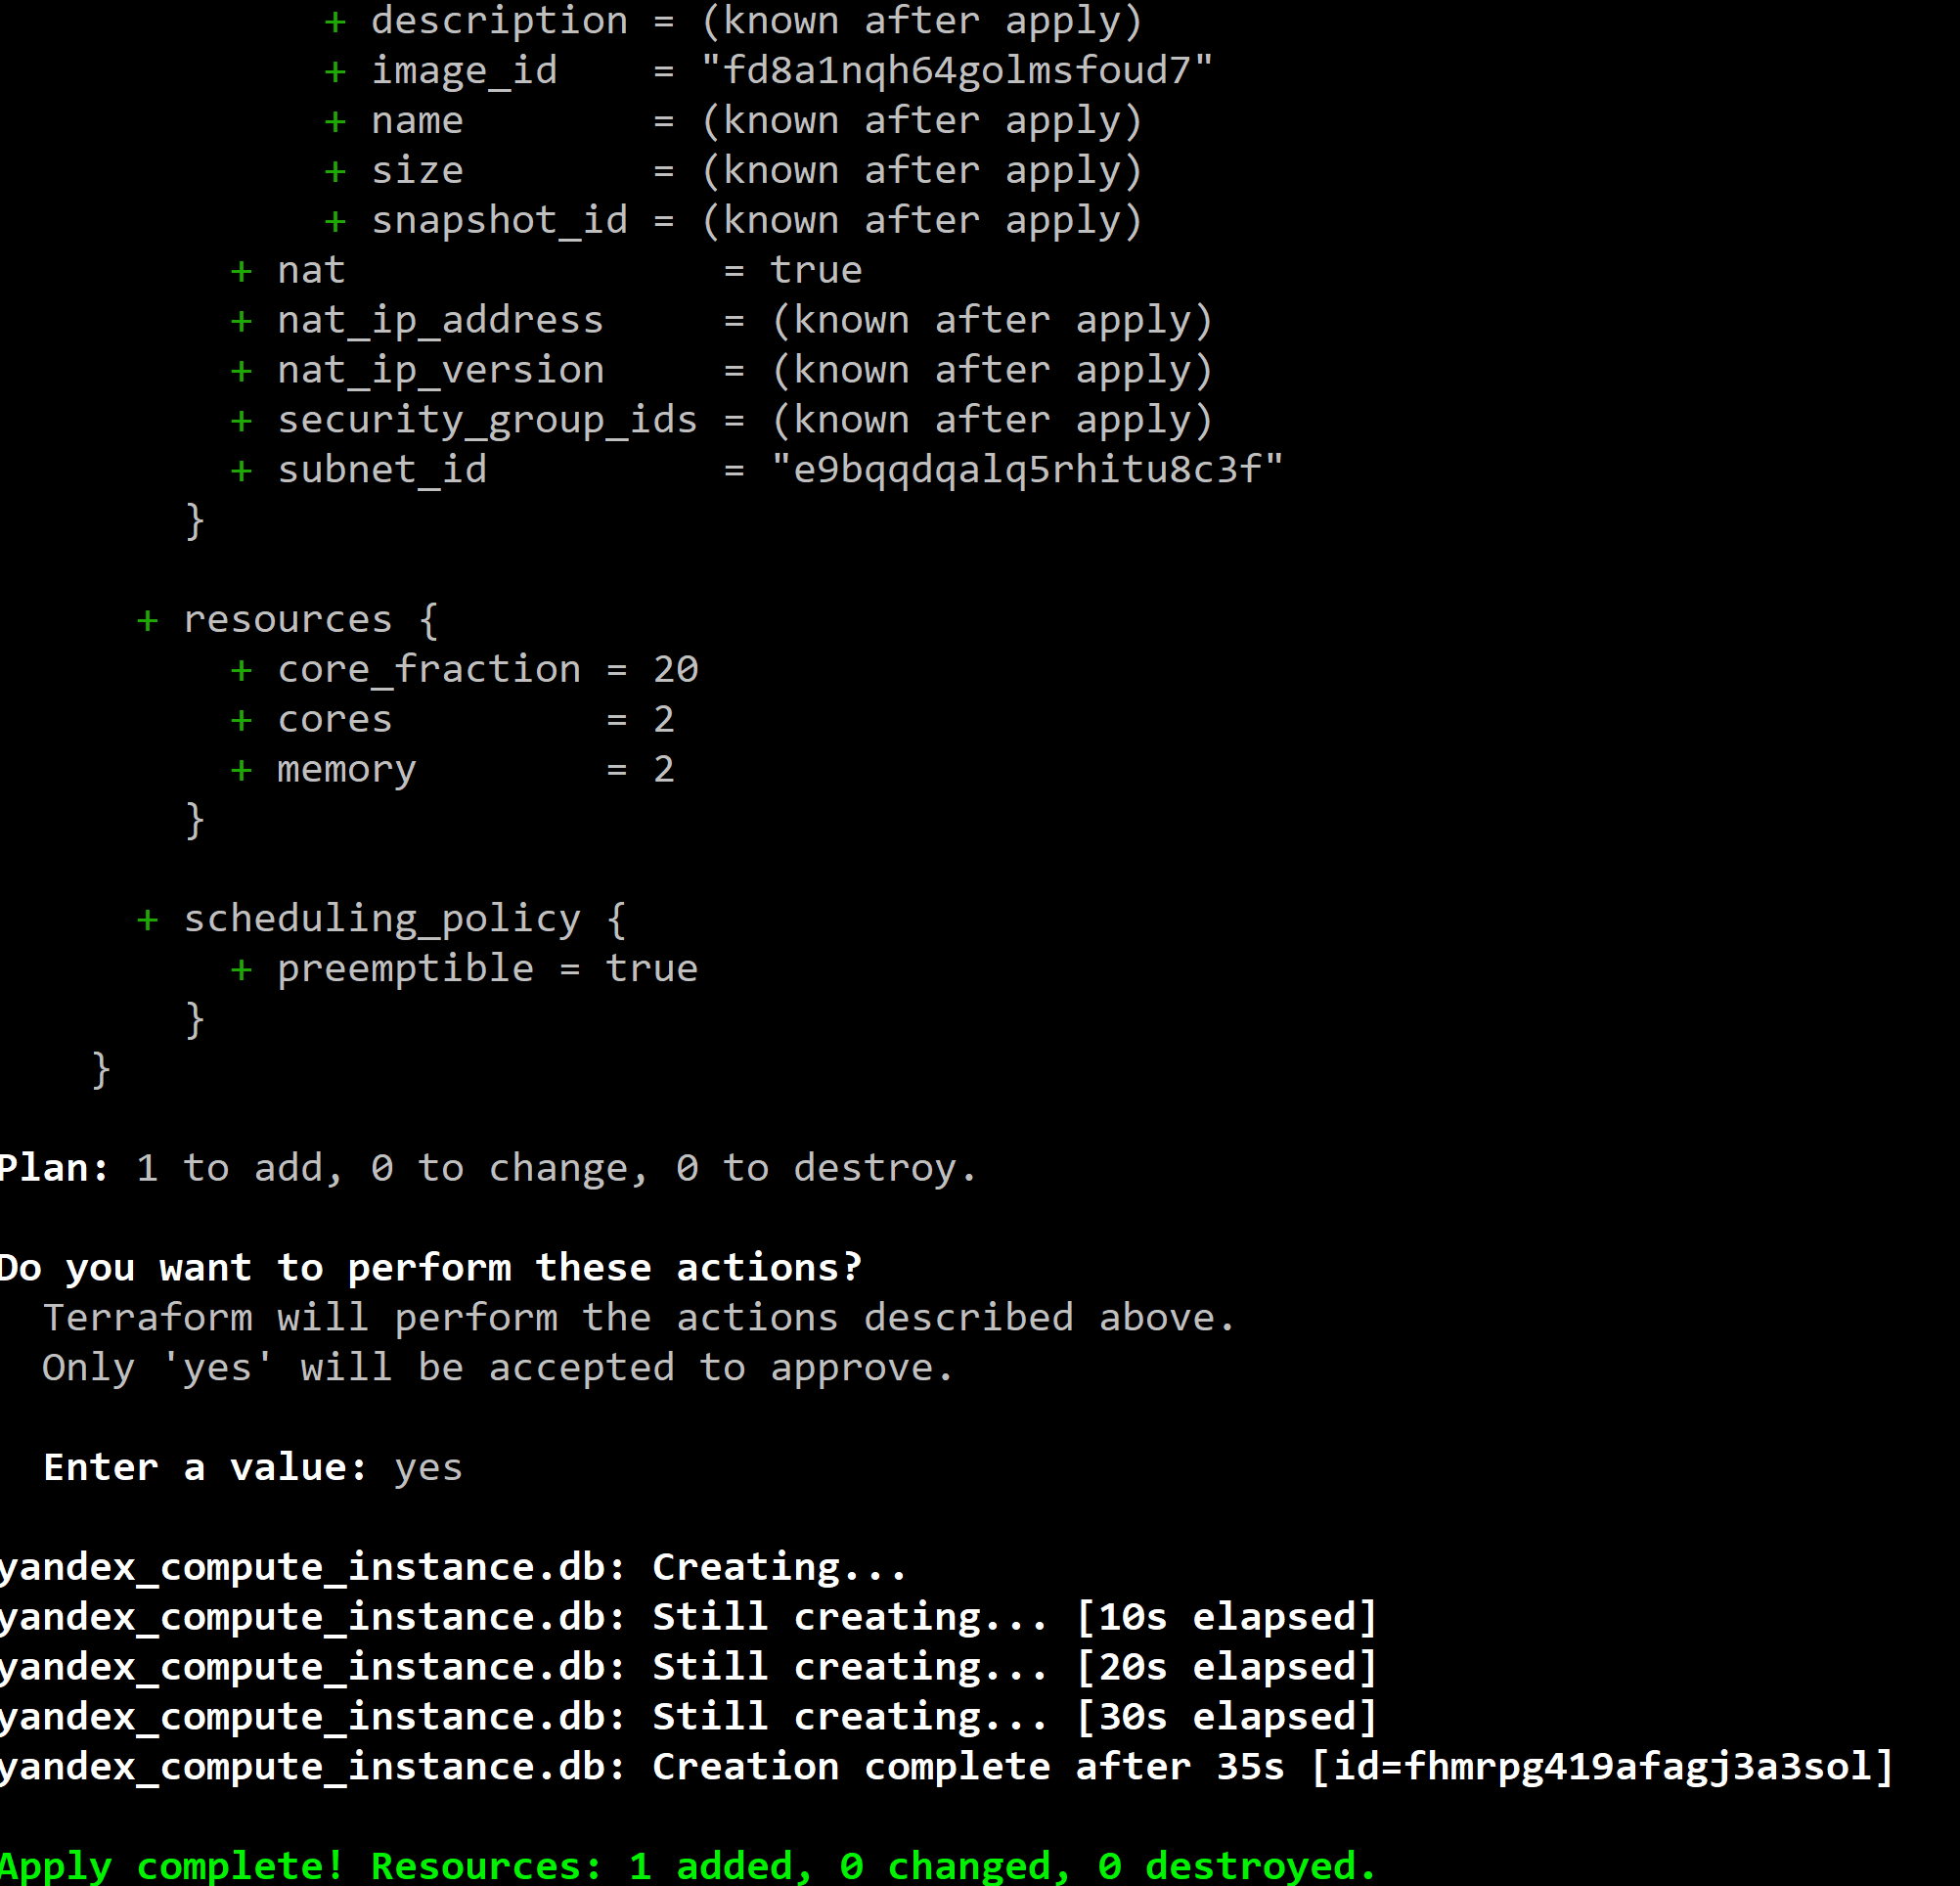 + description = (known after apply)
+ image_id    = "fd8a1nqh64golmsfoud7"
+ name        = (known after apply)
+ size        = (known after apply)
+ snapshot_id = (known after apply)
+ nat                = true
+ nat_ip_address     = (known after apply)
+ nat_ip_version     = (known after apply)
+ security_group_ids = (known after apply)
+ subnet_id          = "e9bqqdqalq5rhitu8c3f"
}
+ resources {
+ core_fraction = 20
+ cores         = 2
+ memory        = 2
}
+ scheduling_policy {
+ preemptible = true
}
}
Plan: 1 to add, 0 to change, 0 to destroy.
Do you want to perform these actions?
Terraform will perform the actions described above.
Only 'yes' will be accepted to approve.
Enter a value: yes
yandex_compute_instance.db: Creating...
yandex_compute_instance.db: Still creating... [10s elapsed]
yandex_compute_instance.db: Still creating... [20s elapsed]
yandex_compute_instance.db: Still creating... [30s elapsed]
yandex_compute_instance.db: Creation complete after 35s [id=fhmrpg419afagj3a3sol]
Apply complete! Resources: 1 added, 0 changed, 0 destroyed.